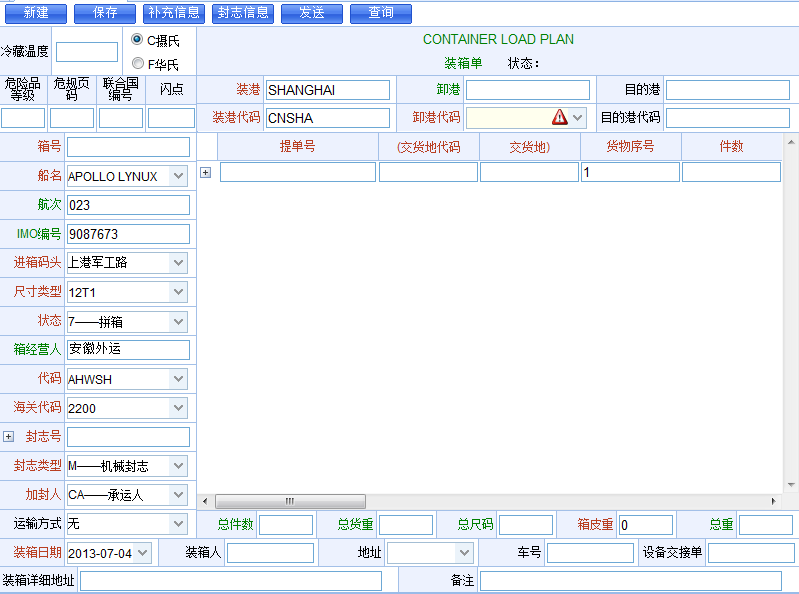 新建 保存 补充信息 封志信息 发送 查询
冷藏温度 C摄氏 F华氏
CONTAINER LOAD PLAN
装箱单 状态：
危险品等级 危规页码 联合国编号 闪点
装港 SHANGHAI 卸港 目的港
装港代码 CNSHA 卸港代码 目的港代码
箱号
提单号 (交货地代码 交货地) 货物序号 件数
船名 APOLLO LYNUX
1
航次 023
IMO编号 9087673
进箱码头 上港军工路
尺寸类型 12T1
状态 7——拼箱
箱经营人 安徽外运
代码 AHWSH
海关代码 2200
封志号
封志类型 M——机械封志
加封人 CA——承运人
运输方式 无 总件数 总货重 总尺码 箱皮重 0 总重
装箱日期 2013-07-04 装箱人 地址 车号 设备交接单
装箱详细地址 备注